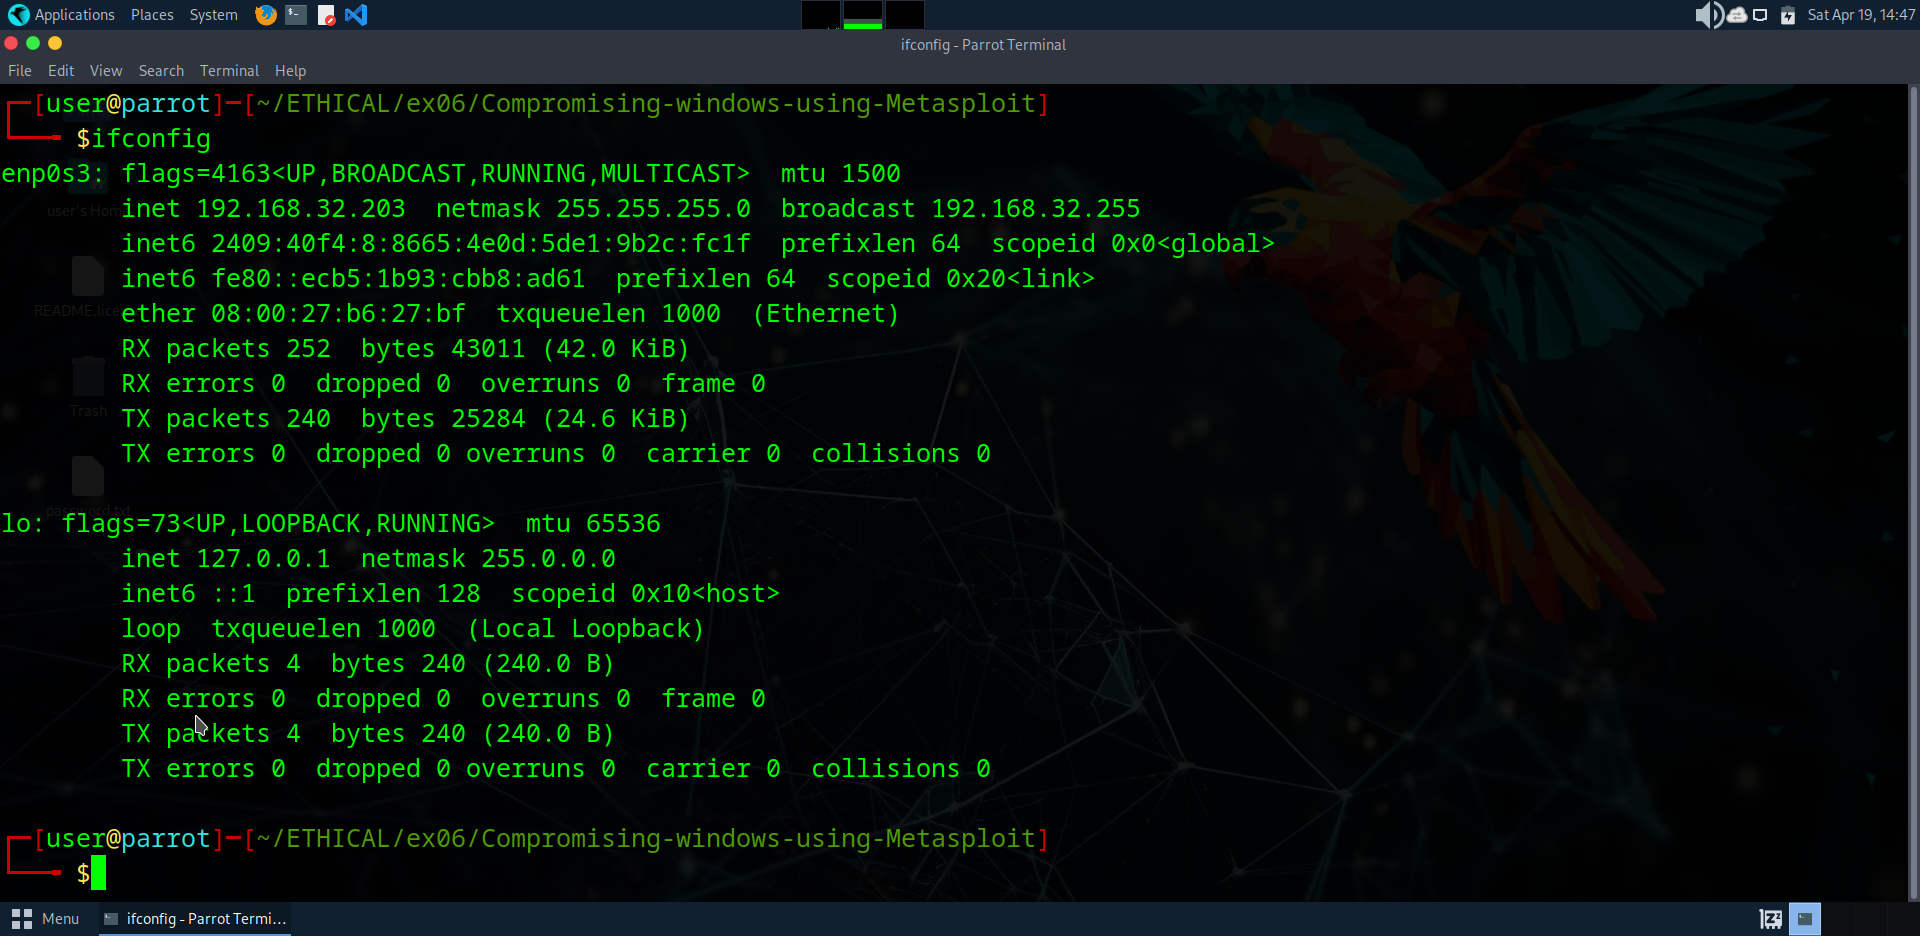 Applications Places System Sat Apr 19, 14:47
ifconfig - Parrot Terminal
File Edit View Search Terminal Help
[user@parrot]─[~/ETHICAL/ex06/Compromising-windows-using-Metasploit]
$ifconfig
enp0s3: flags=4163<UP,BROADCAST,RUNNING,MULTICAST>  mtu 1500
inet 192.168.32.203  netmask 255.255.255.0  broadcast 192.168.32.255
user's Hom
inet6 2409:40f4:8:8665:4e0d:5de1:9b2c:fc1f  prefixlen 64  scopeid 0x0<global>
inet6 fe80::ecb5:1b93:cbb8:ad61  prefixlen 64  scopeid 0x20<link>
README.lice
ether 08:00:27:b6:27:bf  txqueuelen 1000  (Ethernet)
RX packets 252  bytes 43011 (42.0 KiB)
RX errors 0  dropped 0  overruns 0  frame 0
Trash
TX packets 240  bytes 25284 (24.6 KiB)
TX errors 0  dropped 0 overruns 0  carrier 0  collisions 0
password.txt
lo: flags=73<UP,LOOPBACK,RUNNING>  mtu 65536
inet 127.0.0.1  netmask 255.0.0.0
inet6 ::1  prefixlen 128  scopeid 0x10<host>
loop  txqueuelen 1000  (Local Loopback)
RX packets 4  bytes 240 (240.0 B)
RX errors 0  dropped 0  overruns 0  frame 0
TX packets 4  bytes 240 (240.0 B)
TX errors 0  dropped 0 overruns 0  carrier 0  collisions 0
[user@parrot]─[~/ETHICAL/ex06/Compromising-windows-using-Metasploit]
$
Menu ifconfig - Parrot Termi...